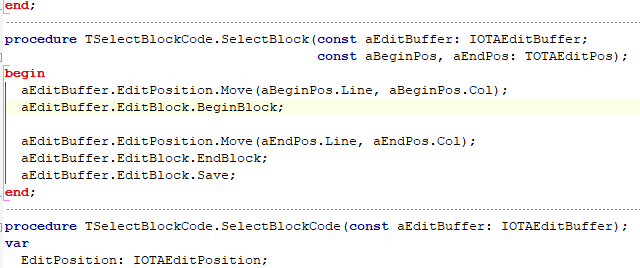 end;
procedure TSelectBlockCode.SelectBlock(const aEditBuffer: IOTAEditBuffer;
const aBeginPos, aEndPos: TOTAEditPos);
begin
aEditBuffer.EditPosition.Move(aBeginPos.Line, aBeginPos.Col);
aEditBuffer.EditBlock.BeginBlock;
aEditBuffer.EditPosition.Move(aEndPos.Line, aEndPos.Col);
aEditBuffer.EditBlock.EndBlock;
aEditBuffer.EditBlock.Save;
end;
procedure TSelectBlockCode.SelectBlockCode(const aEditBuffer: IOTAEditBuffer);
var
EditPosition: IOTAEditPosition;